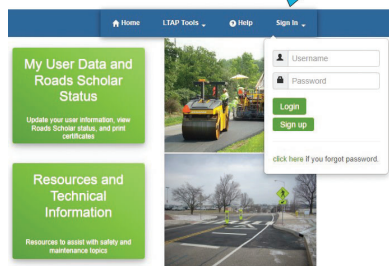 Home LTAP Tools Help Sign In
My User Data and
Roads Scholar
Status
Update your user information, view
Roads Scholar status, and print
certificates
Username
Password
Login
Sign up
click here if you forgot password.
Resources and
Technical
Information
Resources to assist with safety and
maintenance topics